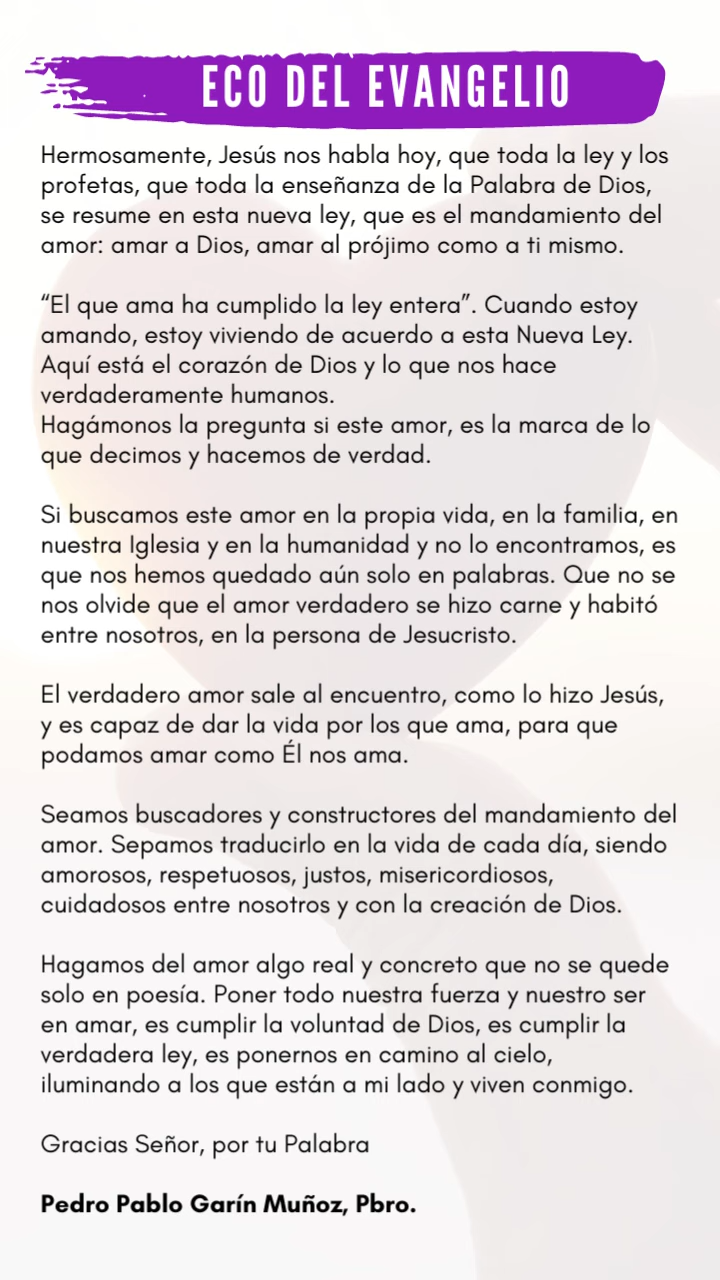 ECO DEL EVANGELIO
Hermosamente, Jesús nos habla hoy, que toda la ley y los
profetas, que toda la enseñanza de la Palabra de Dios,
se resume en esta nueva ley, que es el mandamiento del
amor: amar a Dios, amar al prójimo como a ti mismo.
“El que ama ha cumplido la ley entera”. Cuando estoy
amando, estoy viviendo de acuerdo a esta Nueva Ley.
Aquí está el corazón de Dios y lo que nos hace
verdaderamente humanos.
Hagámonos la pregunta si este amor, es la marca de lo
que decimos y hacemos de verdad.
Si buscamos este amor en la propia vida, en la familia, en
nuestra Iglesia y en la humanidad y no lo encontramos, es
que nos hemos quedado aún solo en palabras. Que no se
nos olvide que el amor verdadero se hizo carne y habitó
entre nosotros, en la persona de Jesucristo.
El verdadero amor sale al encuentro, como lo hizo Jesús,
y es capaz de dar la vida por los que ama, para que
podamos amar como Él nos ama.
Seamos buscadores y constructores del mandamiento del
amor. Sepamos traducirlo en la vida de cada día, siendo
amorosos, respetuosos, justos, misericordiosos,
cuidadosos entre nosotros y con la creación de Dios.
Hagamos del amor algo real y concreto que no se quede
solo en poesía. Poner todo nuestra fuerza y nuestro ser
en amar, es cumplir la voluntad de Dios, es cumplir la
verdadera ley, es ponernos en camino al cielo,
iluminando a los que están a mi lado y viven conmigo.
Gracias Señor, por tu Palabra
Pedro Pablo Garín Muñoz, Pbro.